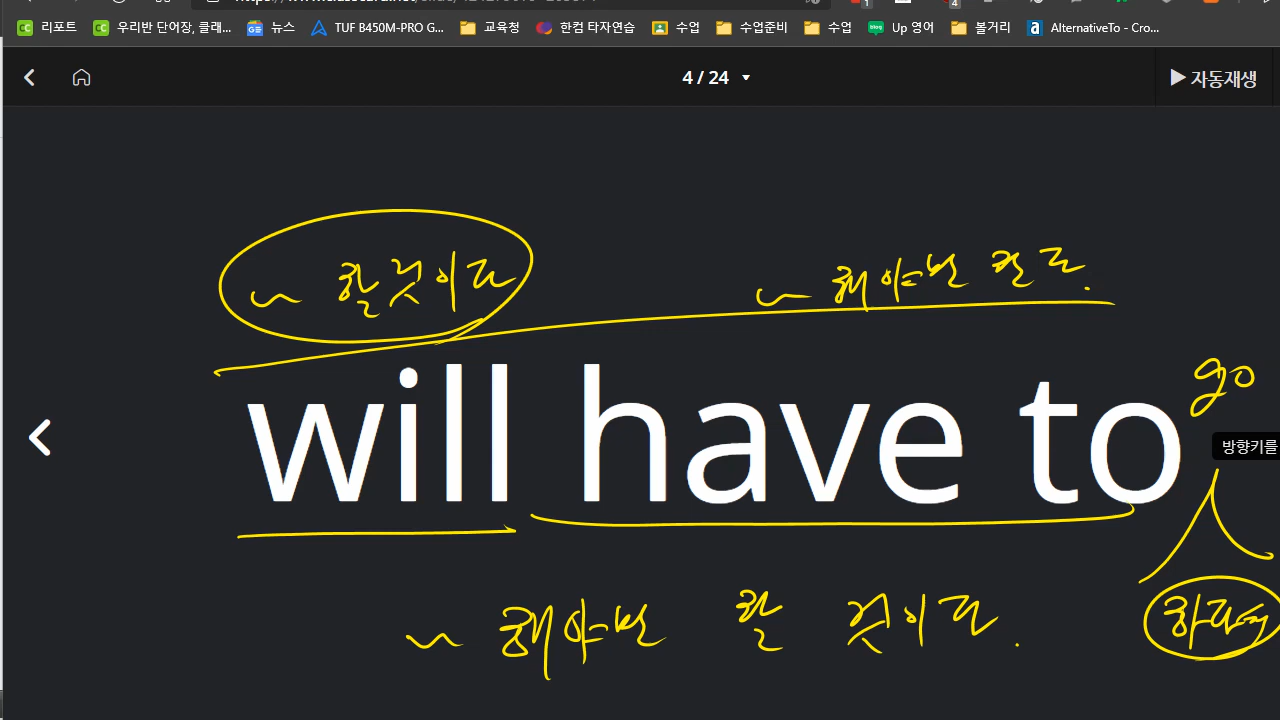 리포트 우리반 단어장, 클래... 뉴스 TUF B450M-PRO G... 교육청 한컴 타자연습 수업 수업준비 수업 Up 영어 볼거리 AlternativeTo - Cro...
4 / 24 ▶ 자동재생
~ 할것이다
~ 해야만 한다.
will have to go
방향키를
~ 해야만 할 것이다.